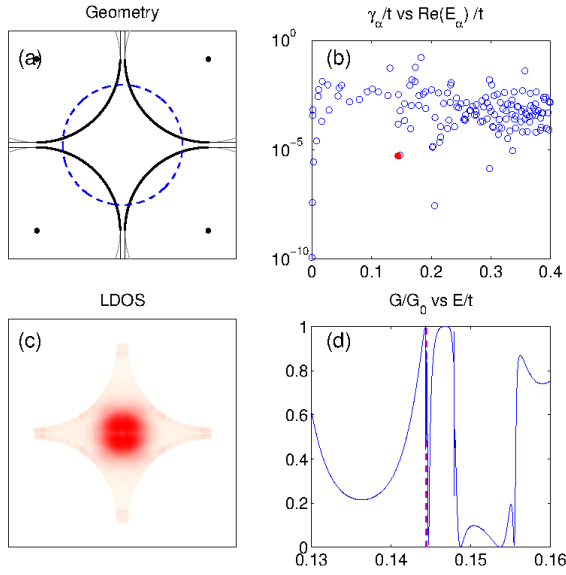 Geometry
(a)
γα/t vs Re(Eα) /t
(b)
10^0
10^-5
10^-10
0 0.1 0.2 0.3 0.4
LDOS
(c)
G/G0 vs E/t
(d)
1
0.8
0.6
0.4
0.2
0
0.13 0.14 0.15 0.16